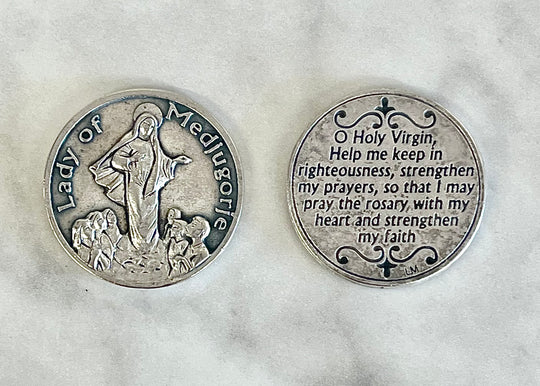 Lady of Medjugorje
O Holy Virgin,
Help me keep in
righteousness, strengthen
my prayers, so that I may
pray the rosary with my
heart and strengthen
my faith
LM